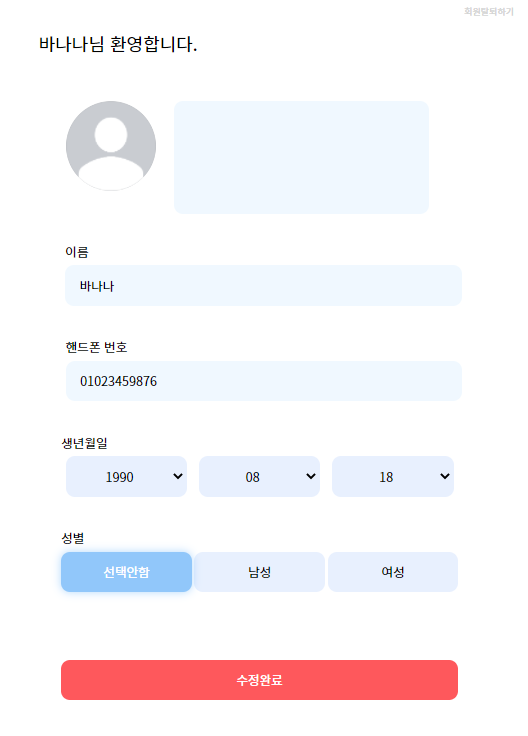 회원탈퇴하기
바나나님 환영합니다.
이름
바나나
핸드폰 번호
01023459876
생년월일
1990 08 18
성별
선택안함 남성 여성
수정완료